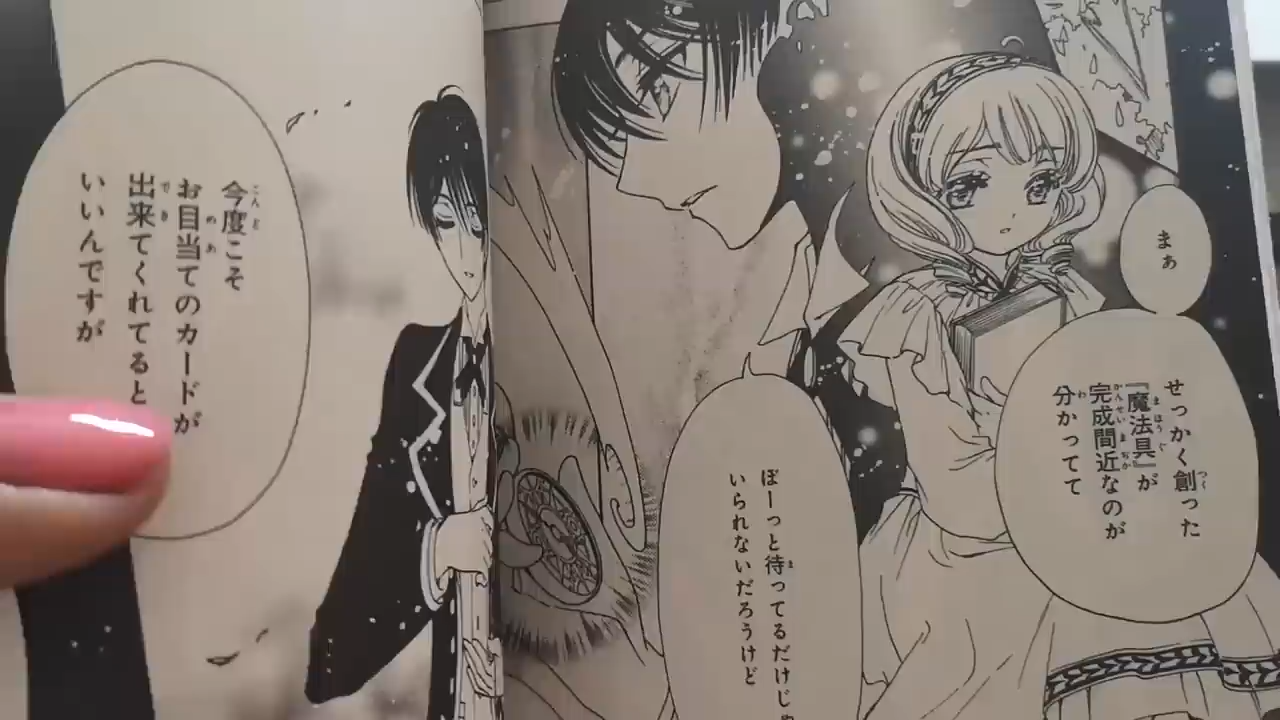 まぁ
せっかく創った
『魔法具』が
完成間近なのが
分かってて
ぼーっと待ってるだけじゃ
いられないだろうけど
今度こそ
お目当てのカードが
出来てくれてると
いいんですが